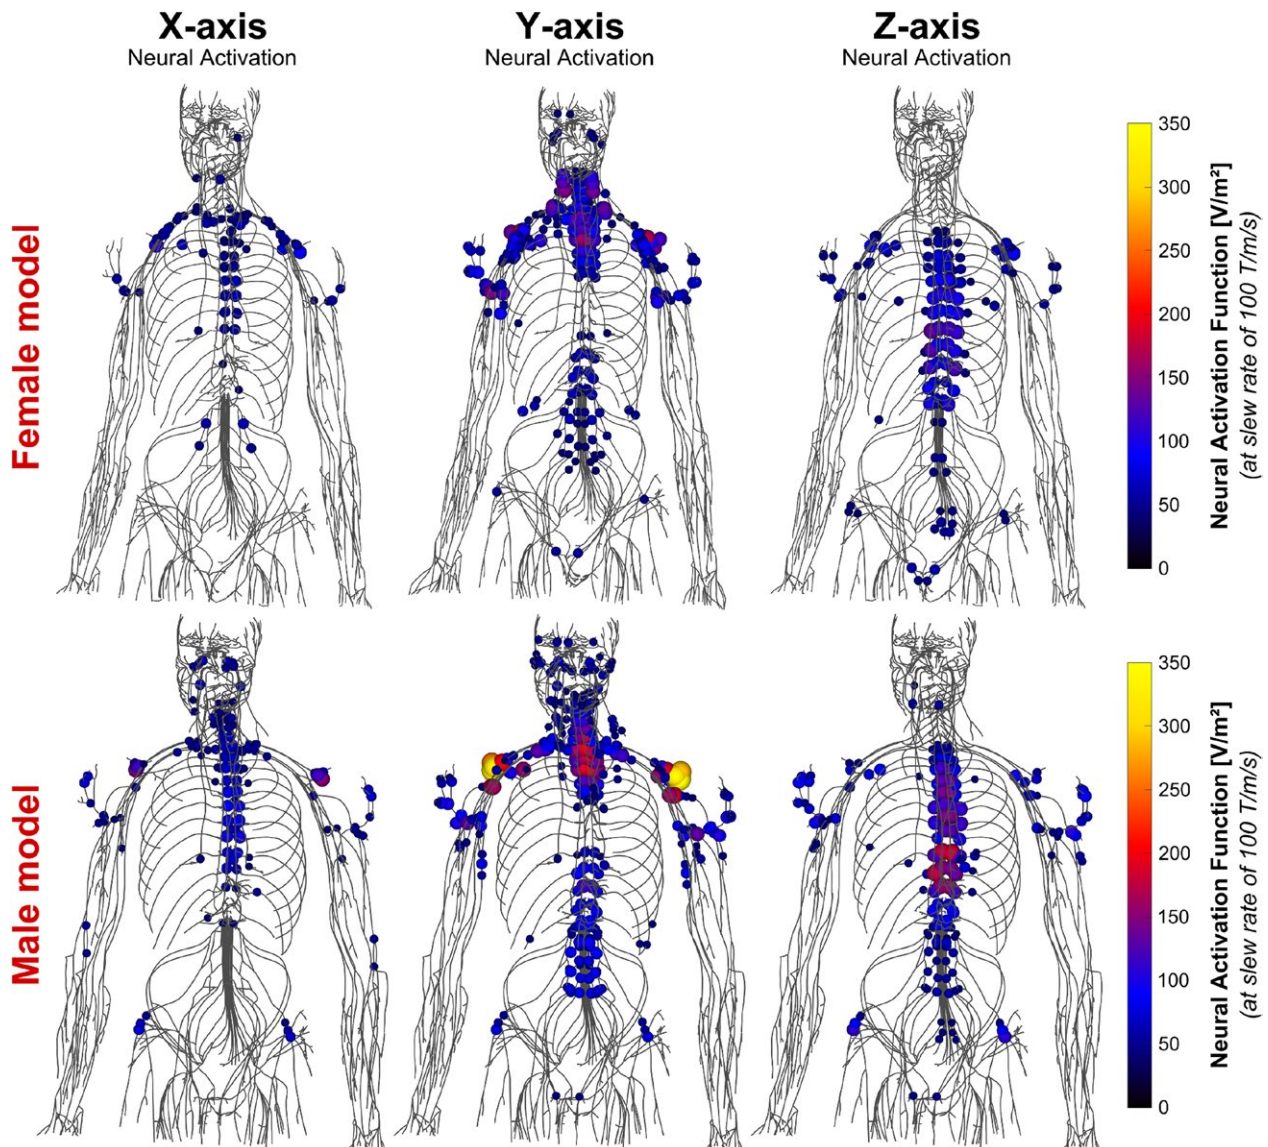 X-axis
Neural Activation
Y-axis
Neural Activation
Z-axis
Neural Activation
Female model
350
300
250
200
150
100
50
0
Neural Activation Function [V/m²]
(at slew rate of 100 T/m/s)
Male model
350
300
250
200
150
100
50
0
Neural Activation Function [V/m²]
(at slew rate of 100 T/m/s)